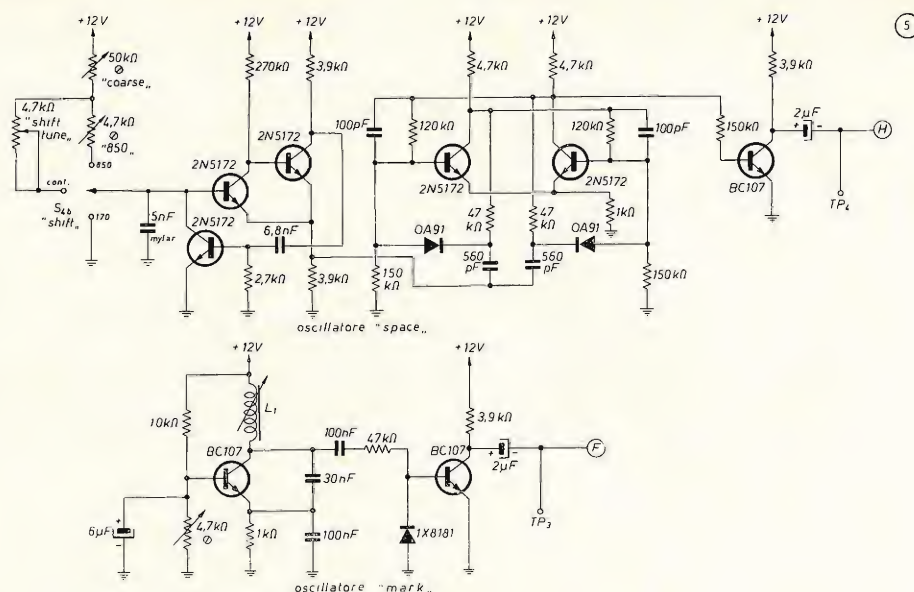 +12V
+12V
+12V
+12V
+12V
+12V
5
50kΩ
⌀
"coarse„
270kΩ
3,9kΩ
4,7kΩ
4,7kΩ
3,9kΩ
4,7kΩ
"shift
tune„
4,7kΩ
⌀
"850„
850
2N5172
2N5172
100pF
120kΩ
120kΩ
100pF
150kΩ
2µF
+ -
H
cont.
S4b
"shift„
170
5nF
mylar
2N5172
6,8nF
2,7kΩ
3,9kΩ
2N5172
2N5172
BC107
TP4
47
kΩ
47
kΩ
1kΩ
OA91
OA91
150
kΩ
560
pF
560
pF
150kΩ
oscillatore "space„
+12V
+12V
10kΩ
L1
3,9kΩ
BC107
100nF
47kΩ
BC107
+ -
2µF
F
30nF
6µF
+
-
4,7kΩ
⌀
1kΩ
100nF
1X8181
TP3
oscillatore "mark„